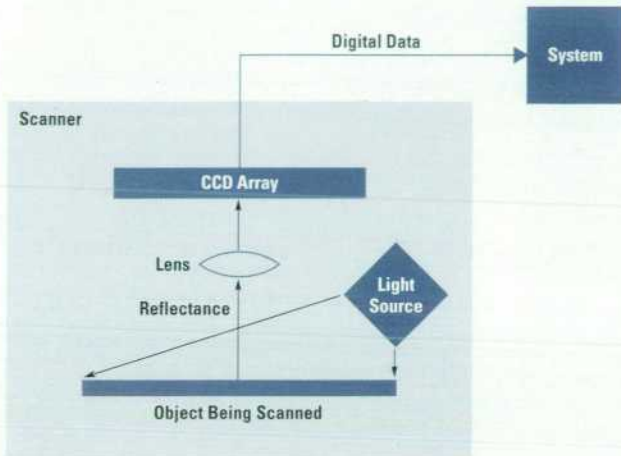 Digital Data
System
Scanner
CCD Array
Lens
Light
Source
Reflectance
Object Being Scanned